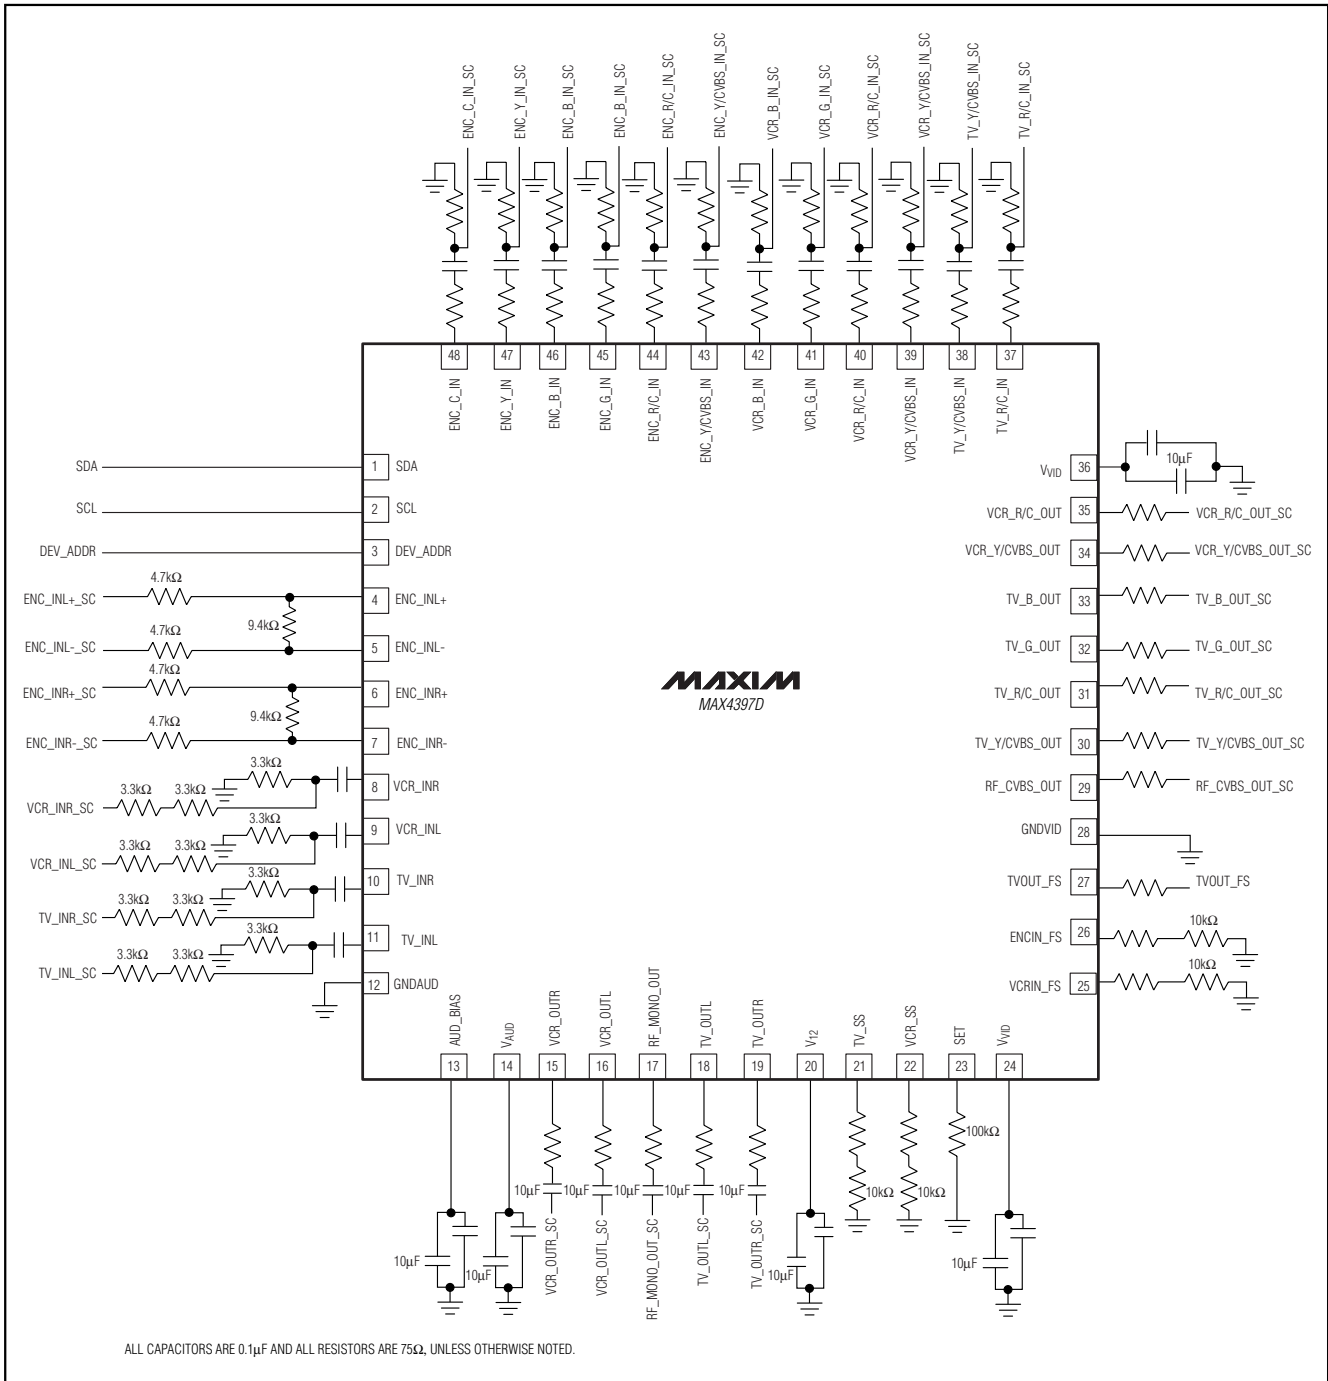 ENC_C_IN_SC
ENC_Y_IN_SC
ENC_B_IN_SC
ENC_B_IN_SC
ENC_R/C_IN_SC
ENC_Y/CVBS_IN_SC
VCR_B_IN_SC
VCR_G_IN_SC
VCR_R/C_IN_SC
VCR_Y/CVBS_IN_SC
TV_Y/CVBS_IN_SC
TV_R/C_IN_SC
48
47
46
45
44
43
42
41
40
39
38
37
ENC_C_IN
ENC_Y_IN
ENC_B_IN
ENC_G_IN
ENC_R/C_IN
ENC_Y/CVBS_IN
VCR_B_IN
VCR_G_IN
VCR_R/C_IN
VCR_Y/CVBS_IN
TV_Y/CVBS_IN
TV_R/C_IN
SDA
1 SDA
SCL
2 SCL
DEV_ADDR
3 DEV_ADDR
ENC_INL+_SC
4.7kΩ
4 ENC_INL+
9.4kΩ
ENC_INL-_SC
4.7kΩ
5 ENC_INL-
ENC_INR+_SC
4.7kΩ
6 ENC_INR+
9.4kΩ
ENC_INR-_SC
4.7kΩ
7 ENC_INR-
3.3kΩ
8 VCR_INR
VCR_INR_SC
3.3kΩ
3.3kΩ
3.3kΩ
9 VCR_INL
VCR_INL_SC
3.3kΩ
3.3kΩ
3.3kΩ
10 TV_INR
TV_INR_SC
3.3kΩ
3.3kΩ
3.3kΩ
11 TV_INL
TV_INL_SC
3.3kΩ
3.3kΩ
12 GNDAUD
MAXIM
MAX4397D
VVID 36
10µF
VCR_R/C_OUT 35
VCR_R/C_OUT_SC
VCR_Y/CVBS_OUT 34
VCR_Y/CVBS_OUT_SC
TV_B_OUT 33
TV_B_OUT_SC
TV_G_OUT 32
TV_G_OUT_SC
TV_R/C_OUT 31
TV_R/C_OUT_SC
TV_Y/CVBS_OUT 30
TV_Y/CVBS_OUT_SC
RF_CVBS_OUT 29
RF_CVBS_OUT_SC
GNDVID 28
TVOUT_FS 27
TVOUT_FS
ENCIN_FS 26
10kΩ
VCRIN_FS 25
10kΩ
AUD_BIAS
VAUD
VCR_OUTR
VCR_OUTL
RF_MONO_OUT
TV_OUTL
TV_OUTR
V12
TV_SS
VCR_SS
SET
VVID
13
14
15
16
17
18
19
20
21
22
23
24
100kΩ
10µF
10µF
10µF
10µF
10µF
10kΩ
10kΩ
10µF
10µF
10µF
10µF
VCR_OUTR_SC
VCR_OUTL_SC
RF_MONO_OUT_SC
TV_OUTL_SC
TV_OUTR_SC
ALL CAPACITORS ARE 0.1µF AND ALL RESISTORS ARE 75Ω, UNLESS OTHERWISE NOTED.